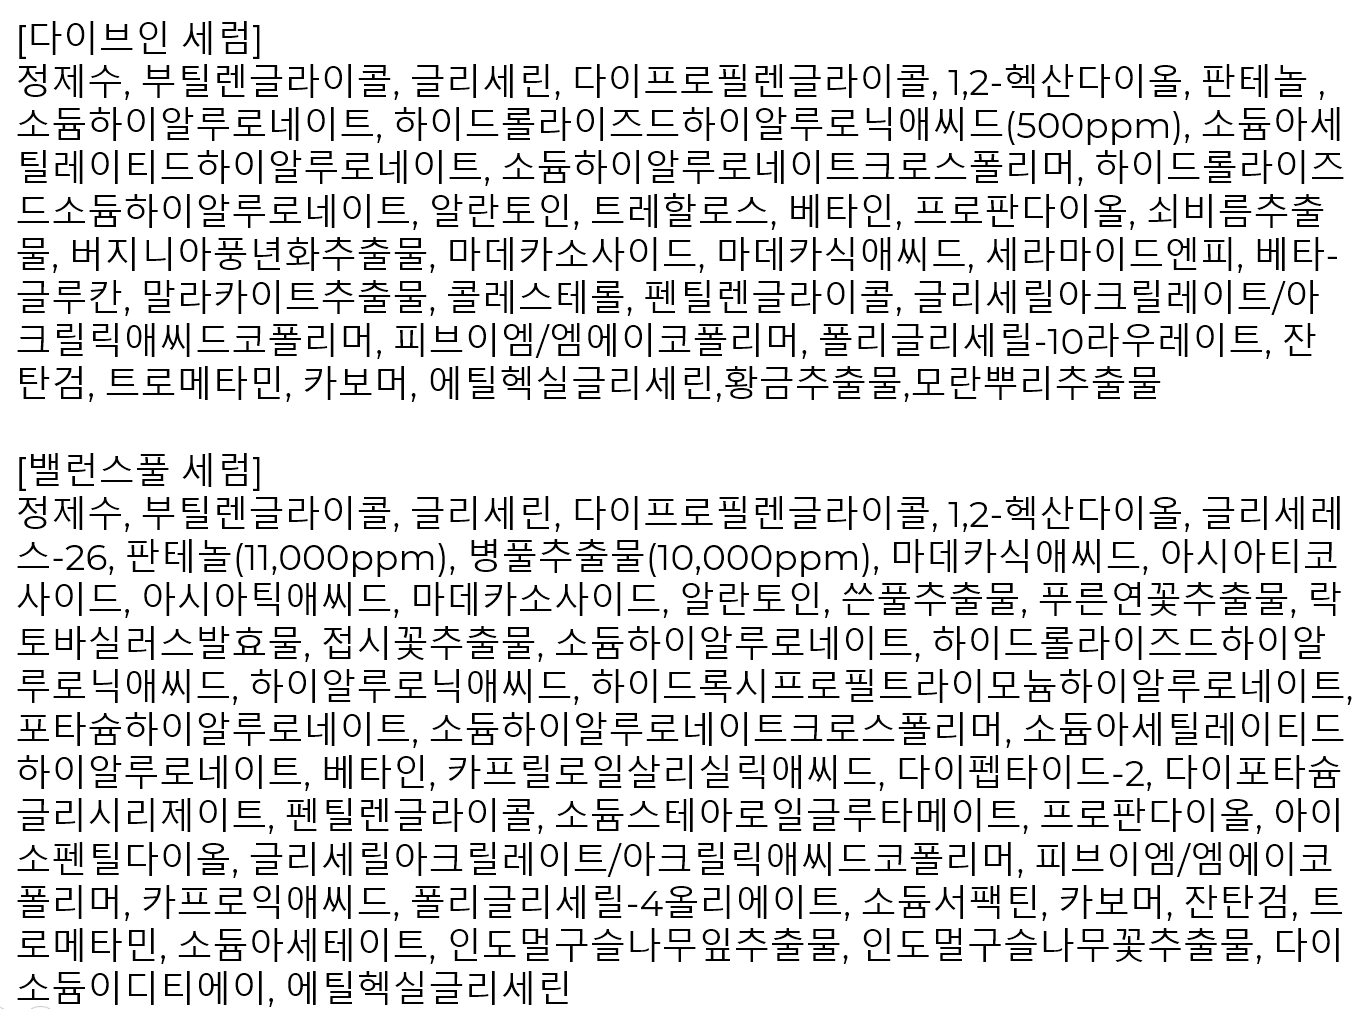 [다이브인 세럼]
정제수, 부틸렌글라이콜, 글리세린, 다이프로필렌글라이콜, 1,2-헥산다이올, 판테놀 ,
소듐하이알루로네이트, 하이드롤라이즈드하이알루로닉애씨드(500ppm), 소듐아세
틸레이티드하이알루로네이트, 소듐하이알루로네이트크로스폴리머, 하이드롤라이즈
드소듐하이알루로네이트, 알란토인, 트레할로스, 베타인, 프로판다이올, 쇠비름추출
물, 버지니아풍년화추출물, 마데카소사이드, 마데카식애씨드, 세라마이드엔피, 베타-
글루칸, 말라카이트추출물, 콜레스테롤, 펜틸렌글라이콜, 글리세릴아크릴레이트/아
크릴릭애씨드코폴리머, 피브이엠/엠에이코폴리머, 폴리글리세릴-10라우레이트, 잔
탄검, 트로메타민, 카보머, 에틸헥실글리세린,황금추출물,모란뿌리추출물
[밸런스풀 세럼]
정제수, 부틸렌글라이콜, 글리세린, 다이프로필렌글라이콜, 1,2-헥산다이올, 글리세레
스-26, 판테놀(11,000ppm), 병풀추출물(10,000ppm), 마데카식애씨드, 아시아티코
사이드, 아시아틱애씨드, 마데카소사이드, 알란토인, 쓴풀추출물, 푸른연꽃추출물, 락
토바실러스발효물, 접시꽃추출물, 소듐하이알루로네이트, 하이드롤라이즈드하이알
루로닉애씨드, 하이알루로닉애씨드, 하이드록시프로필트라이모늄하이알루로네이트,
포타슘하이알루로네이트, 소듐하이알루로네이트크로스폴리머, 소듐아세틸레이티드
하이알루로네이트, 베타인, 카프릴로일살리실릭애씨드, 다이펩타이드-2, 다이포타슘
글리시리제이트, 펜틸렌글라이콜, 소듐스테아로일글루타메이트, 프로판다이올, 아이
소펜틸다이올, 글리세릴아크릴레이트/아크릴릭애씨드코폴리머, 피브이엠/엠에이코
폴리머, 카프로익애씨드, 폴리글리세릴-4올리에이트, 소듐서팩틴, 카보머, 잔탄검, 트
로메타민, 소듐아세테이트, 인도멀구슬나무잎추출물, 인도멀구슬나무꽃추출물, 다이
소듐이디티에이, 에틸헥실글리세린